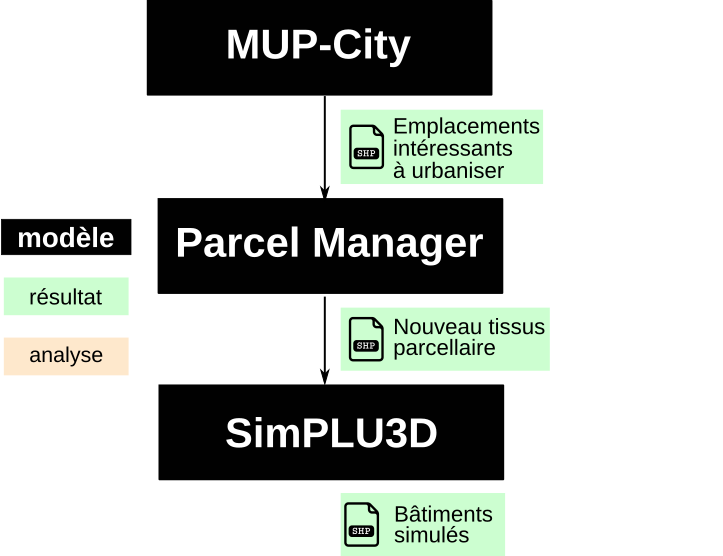 MUP-City
SHP
Emplacements
intéressants
à urbaniser
modèle
résultat
analyse
Parcel Manager
SHP
Nouveau tissus
parcellaire
SimPLU3D
SHP
Bâtiments
simulés